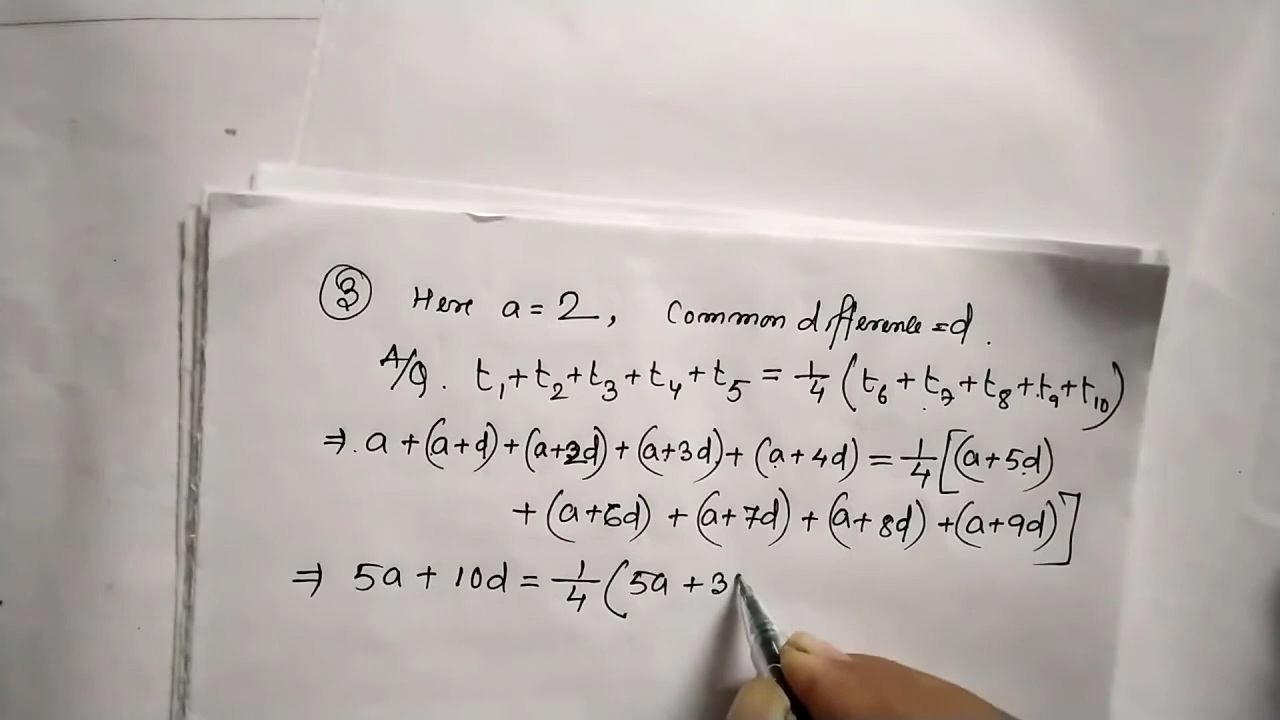 ③ Here a = 2, Common difference = d.
A/Q. t₁ + t₂ + t₃ + t₄ + t₅ = 1/4 (t₆ + t₇ + t₈ + t₉ + t₁₀)
⇒ a + (a+d) + (a+2d) + (a+3d) + (a+4d) = 1/4 [(a+5d)
+ (a+6d) + (a+7d) + (a+8d) + (a+9d)]
⇒ 5a + 10d = 1/4 (5a + 3